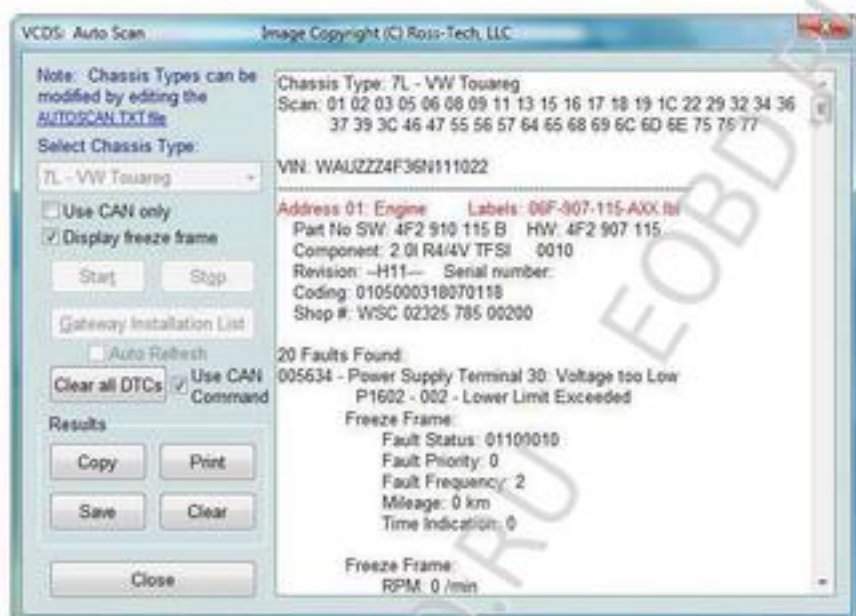 VCDS: Auto Scan
Image Copyright (C) Ross-Tech, LLC
Note: Chassis Types can be
modified by editing the
AUTOSCAN.TXT file
Select Chassis Type:
7L - VW Touareg
Use CAN only
Display freeze frame
Start Stop
Gateway Installation List
Auto Refresh
Clear all DTCs
Use CAN
Command
Results
Copy Print
Save Clear
Close
Chassis Type: 7L - VW Touareg
Scan: 01 02 03 05 06 08 09 11 13 15 16 17 18 19 1C 22 29 32 34 36
37 39 3C 46 47 55 56 57 64 65 68 69 6C 6D 6E 75 76 77
VIN: WAUZZZ4F36N111022
Address 01: Engine Labels: 06F-907-115-AXX.lbl
Part No SW: 4F2 910 115 B HW: 4F2 907 115
Component: 2.0l R4/4V TFSI 0010
Revision: --H11--- Serial number:
Coding: 0105000318070118
Shop #: WSC 02325 785 00200
20 Faults Found:
005634 - Power Supply Terminal 30: Voltage too Low
P1602 - 002 - Lower Limit Exceeded
Freeze Frame:
Fault Status: 01100010
Fault Priority: 0
Fault Frequency: 2
Mileage: 0 km
Time Indication: 0
Freeze Frame:
RPM: 0 /min